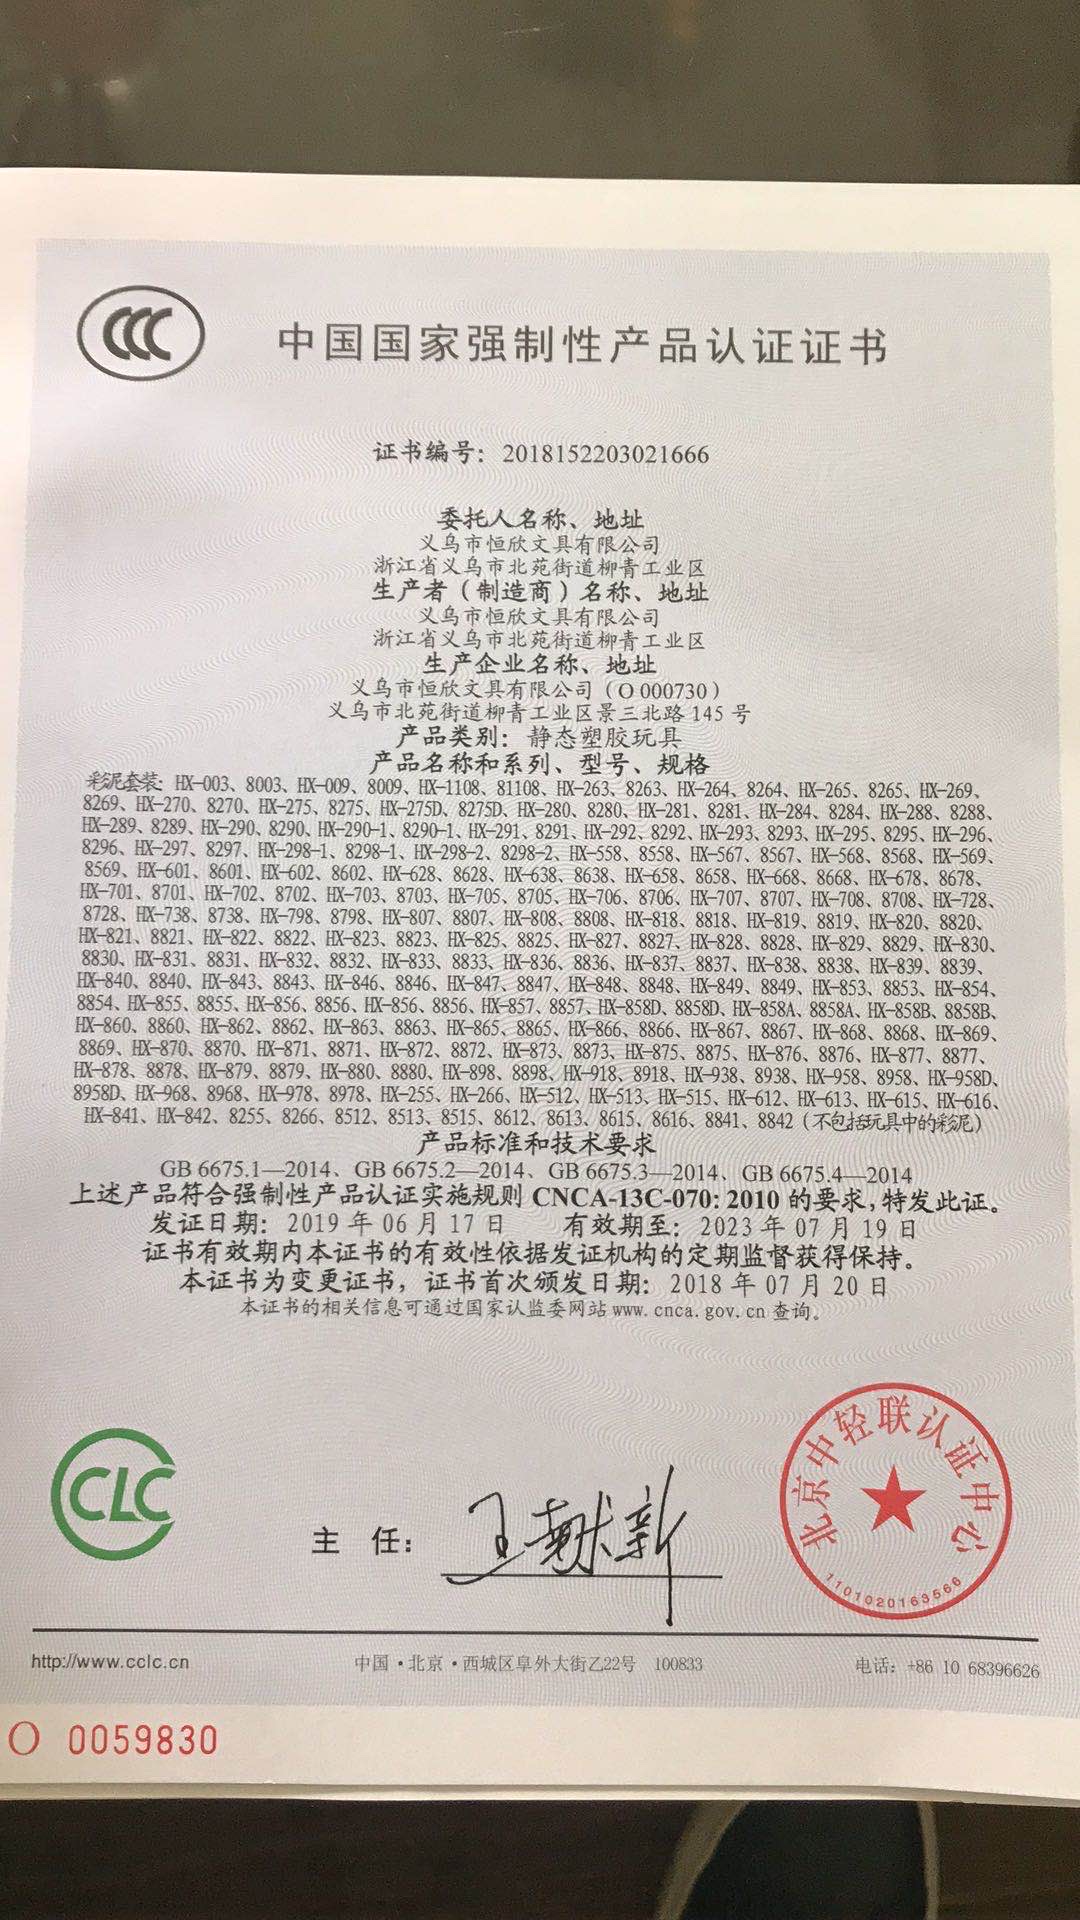 CCC
中国国家强制性产品认证证书
证书编号：2018152203021666
委托人名称、地址
义乌市恒欣文具有限公司
浙江省义乌市北苑街道柳青工业区
生产者（制造商）名称、地址
义乌市恒欣文具有限公司
浙江省义乌市北苑街道柳青工业区
生产企业名称、地址
义乌市恒欣文具有限公司（O 000730）
义乌市北苑街道柳青工业区景三北路 145 号
产品类别：静态塑胶玩具
产品名称和系列、型号、规格
彩泥套装：HX-003、8003、HX-009、8009、HX-1108、81108、HX-263、8263、HX-264、8264、HX-265、8265、HX-269、
8269、HX-270、8270、HX-275、8275、HX-275D、8275D、HX-280、8280、HX-281、8281、HX-284、8284、HX-288、8288、
HX-289、8289、HX-290、8290、HX-290-1、8290-1、HX-291、8291、HX-292、8292、HX-293、8293、HX-295、8295、HX-296、
8296、HX-297、8297、HX-298-1、8298-1、HX-298-2、8298-2、HX-558、8558、HX-567、8567、HX-568、8568、HX-569、
8569、HX-601、8601、HX-602、8602、HX-628、8628、HX-638、8638、HX-658、8658、HX-668、8668、HX-678、8678、
HX-701、8701、HX-702、8702、HX-703、8703、HX-705、8705、HX-706、8706、HX-707、8707、HX-708、8708、HX-728、
8728、HX-738、8738、HX-798、8798、HX-807、8807、HX-808、8808、HX-818、8818、HX-819、8819、HX-820、8820、
HX-821、8821、HX-822、8822、HX-823、8823、HX-825、8825、HX-827、8827、HX-828、8828、HX-829、8829、HX-830、
8830、HX-831、8831、HX-832、8832、HX-833、8833、HX-836、8836、HX-837、8837、HX-838、8838、HX-839、8839、
HX-840、8840、HX-843、8843、HX-846、8846、HX-847、8847、HX-848、8848、HX-849、8849、HX-853、8853、HX-854、
8854、HX-855、8855、HX-856、8856、HX-856、8856、HX-857、8857、HX-858D、8858D、HX-858A、8858A、HX-858B、8858B、
HX-860、8860、HX-862、8862、HX-863、8863、HX-865、8865、HX-866、8866、HX-867、8867、HX-868、8868、HX-869、
8869、HX-870、8870、HX-871、8871、HX-872、8872、HX-873、8873、HX-875、8875、HX-876、8876、HX-877、8877、
HX-878、8878、HX-879、8879、HX-880、8880、HX-898、8898、HX-918、8918、HX-938、8938、HX-958、8958、HX-958D、
8958D、HX-968、8968、HX-978、8978、HX-255、HX-266、HX-512、HX-513、HX-515、HX-612、HX-613、HX-615、HX-616、
HX-841、HX-842、8255、8266、8512、8513、8515、8612、8613、8615、8616、8841、8842（不包括玩具中的彩泥）
产品标准和技术要求
GB 6675.1—2014、GB 6675.2—2014、GB 6675.3—2014、GB 6675.4—2014
上述产品符合强制性产品认证实施规则 CNCA-13C-070: 2010 的要求，特发此证。
发证日期：2019 年 06 月 17 日 有效期至：2023 年 07 月 19 日
证书有效期内本证书的有效性依据发证机构的定期监督获得保持。
本证书为变更证书，证书首次颁发日期：2018 年 07 月 20 日
本证书的相关信息可通过国家认监委网站 www.cnca.gov.cn 查询。
CLC
主 任：
北京中轻联认证中心
1101020163566
http://www.cclc.cn 中国·北京·西城区阜外大街乙22号 100833 电话：+86 10 68396626
O 0059830